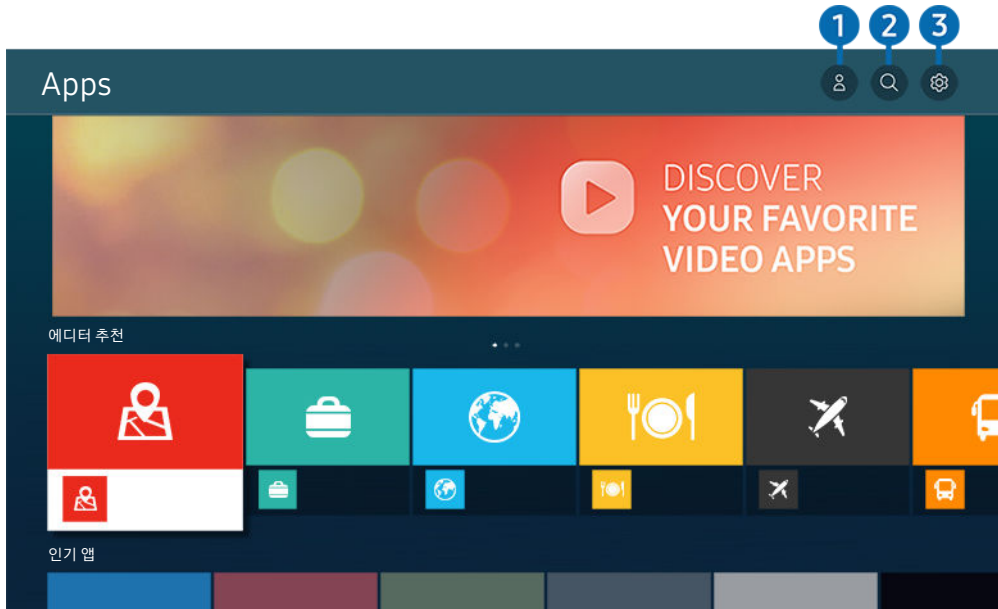 1 2 3
Apps
DISCOVER
YOUR FAVORITE
VIDEO APPS
에디터 추천
인기 앱